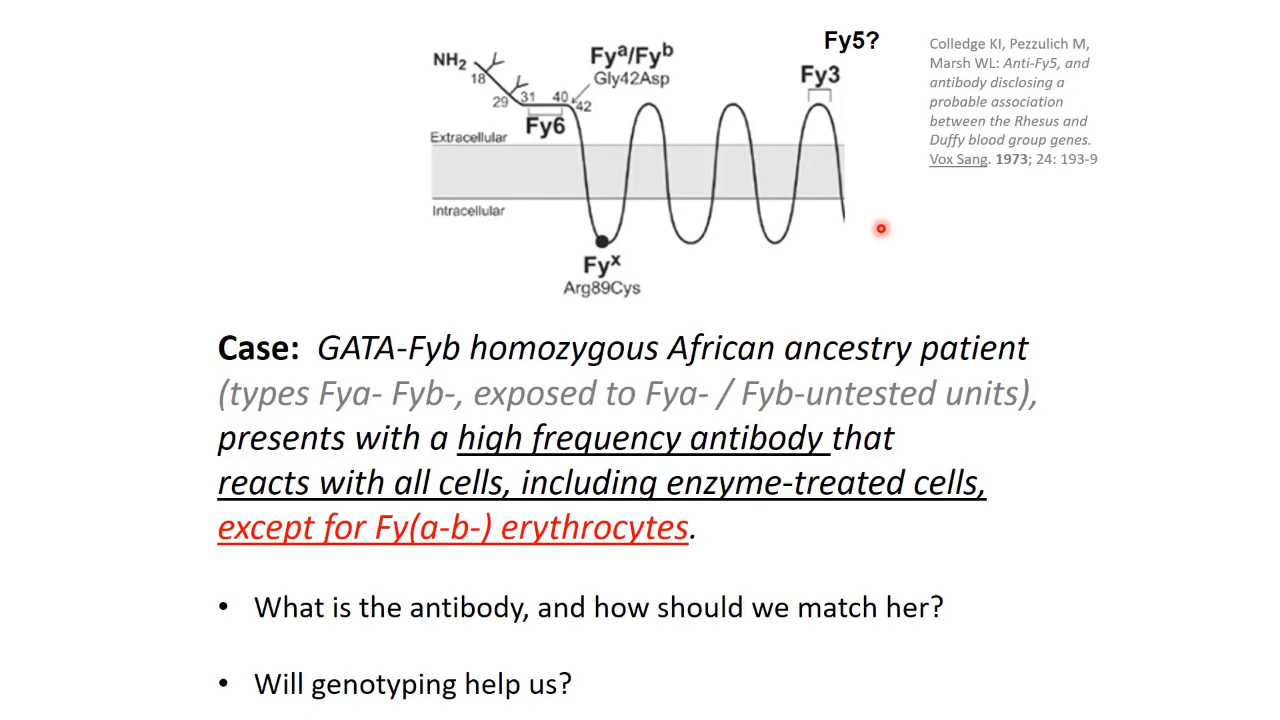 Fy5?
NH₂
18
29
31
40
42
Fyᵃ/Fyᵇ
Gly42Asp
Fy6
Fy3
Extracellular
Intracellular
Fyˣ
Arg89Cys
Colledge KI, Pezzulich M,
Marsh WL: Anti-Fy5, and
antibody disclosing a
probable association
between the Rhesus and
Duffy blood group genes.
Vox Sang. 1973; 24: 193-9
Case: GATA-Fyb homozygous African ancestry patient
(types Fya- Fyb-, exposed to Fya- / Fyb-untested units),
presents with a high frequency antibody that
reacts with all cells, including enzyme-treated cells,
except for Fy(a-b-) erythrocytes.
• What is the antibody, and how should we match her?
• Will genotyping help us?